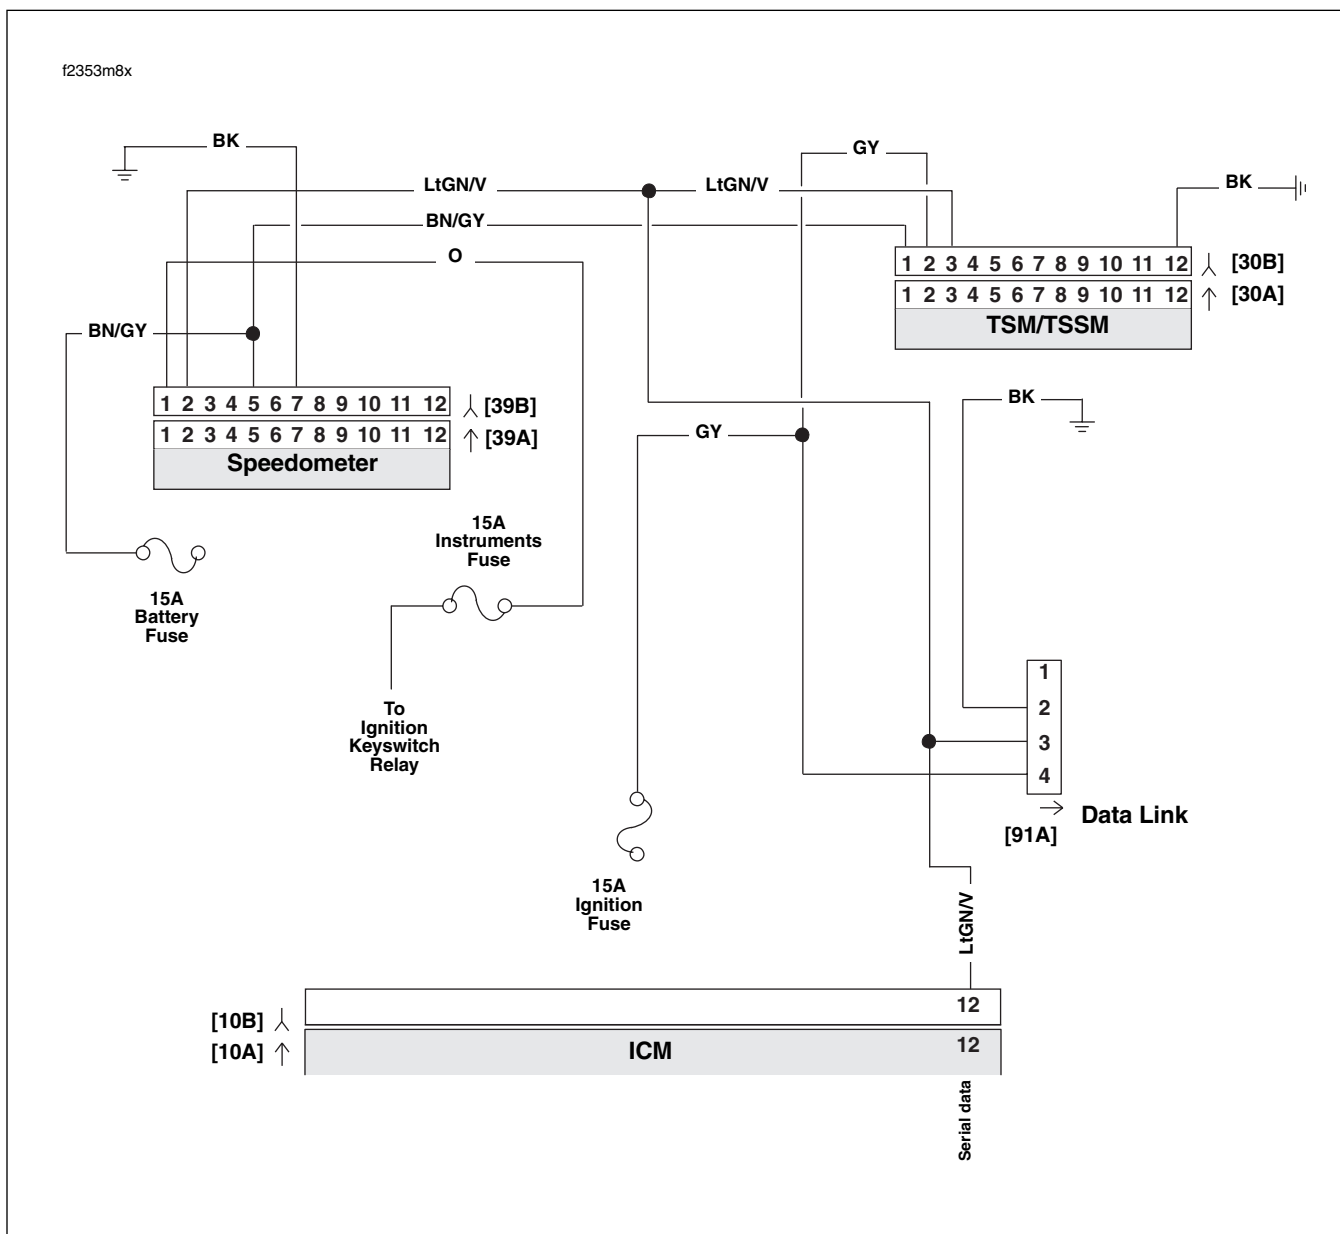 f2353m8x
BK
GY
LtGN/V
LtGN/V
BK
BN/GY
O
1 2 3 4 5 6 7 8 9 10 11 12 [30B]
1 2 3 4 5 6 7 8 9 10 11 12 [30A]
TSM/TSSM
BN/GY
1 2 3 4 5 6 7 8 9 10 11 12 [39B]
1 2 3 4 5 6 7 8 9 10 11 12 [39A]
Speedometer
BK
GY
15A
Instruments
Fuse
15A
Battery
Fuse
To
Ignition
Keyswitch
Relay
1
2
3
4
Data Link
[91A]
15A
Ignition
Fuse
LtGN/V
[10B]
12
[10A]
ICM
12
Serial data